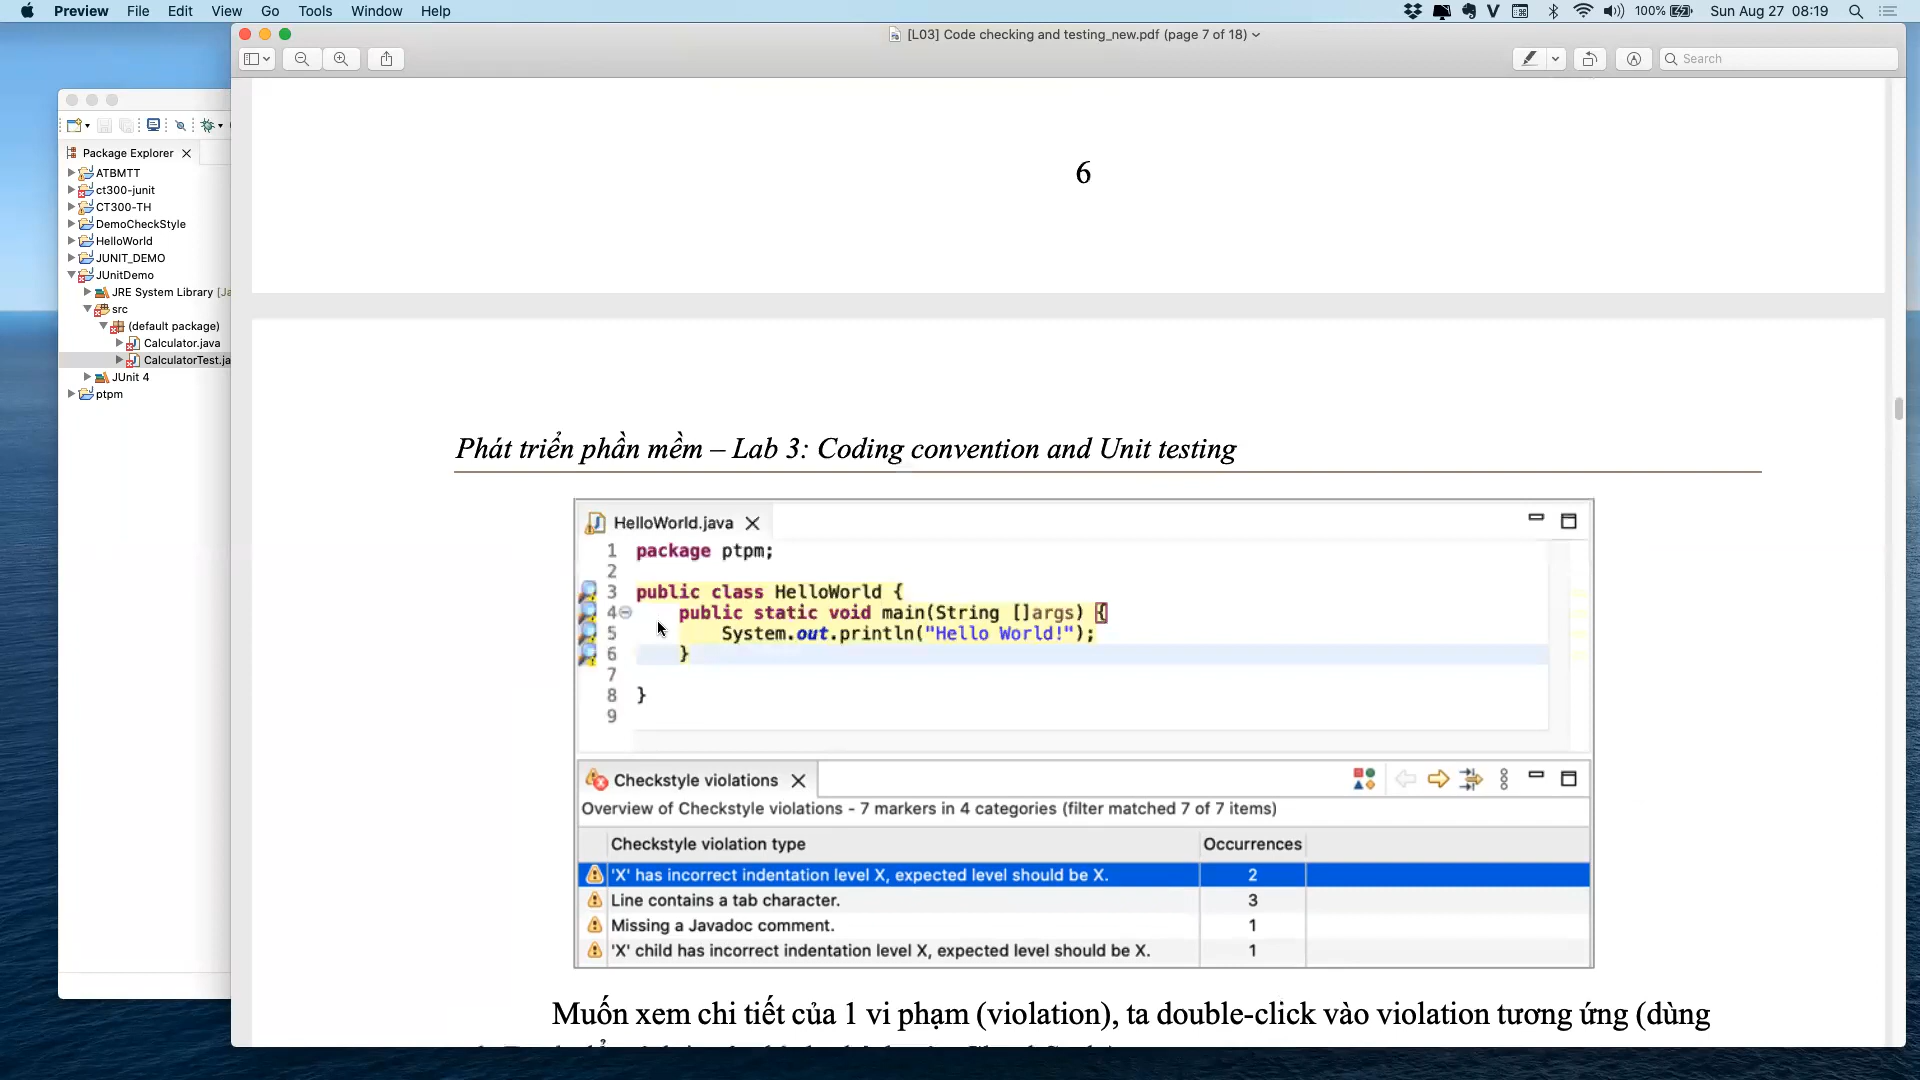 Preview File Edit View Go Tools Window Help
100% Sun Aug 27 08:19
[L03] Code checking and testing_new.pdf (page 7 of 18)
Search
Package Explorer
ATBMTT
ct300-junit
CT300-TH
DemoCheckStyle
HelloWorld
JUNIT_DEMO
JUnitDemo
JRE System Library [Ja
src
(default package)
Calculator.java
CalculatorTest.ja
JUnit 4
ptpm
6
Phát triển phần mềm – Lab 3: Coding convention and Unit testing
HelloWorld.java
1 package ptpm;
2
3 public class HelloWorld {
4 public static void main(String []args) {
5 System.out.println("Hello World!");
6 }
7
8 }
9
Checkstyle violations
Overview of Checkstyle violations - 7 markers in 4 categories (filter matched 7 of 7 items)
Checkstyle violation type Occurrences
'X' has incorrect indentation level X, expected level should be X. 2
Line contains a tab character. 3
Missing a Javadoc comment. 1
'X' child has incorrect indentation level X, expected level should be X. 1
Muốn xem chi tiết của 1 vi phạm (violation), ta double-click vào violation tương ứng (dùng